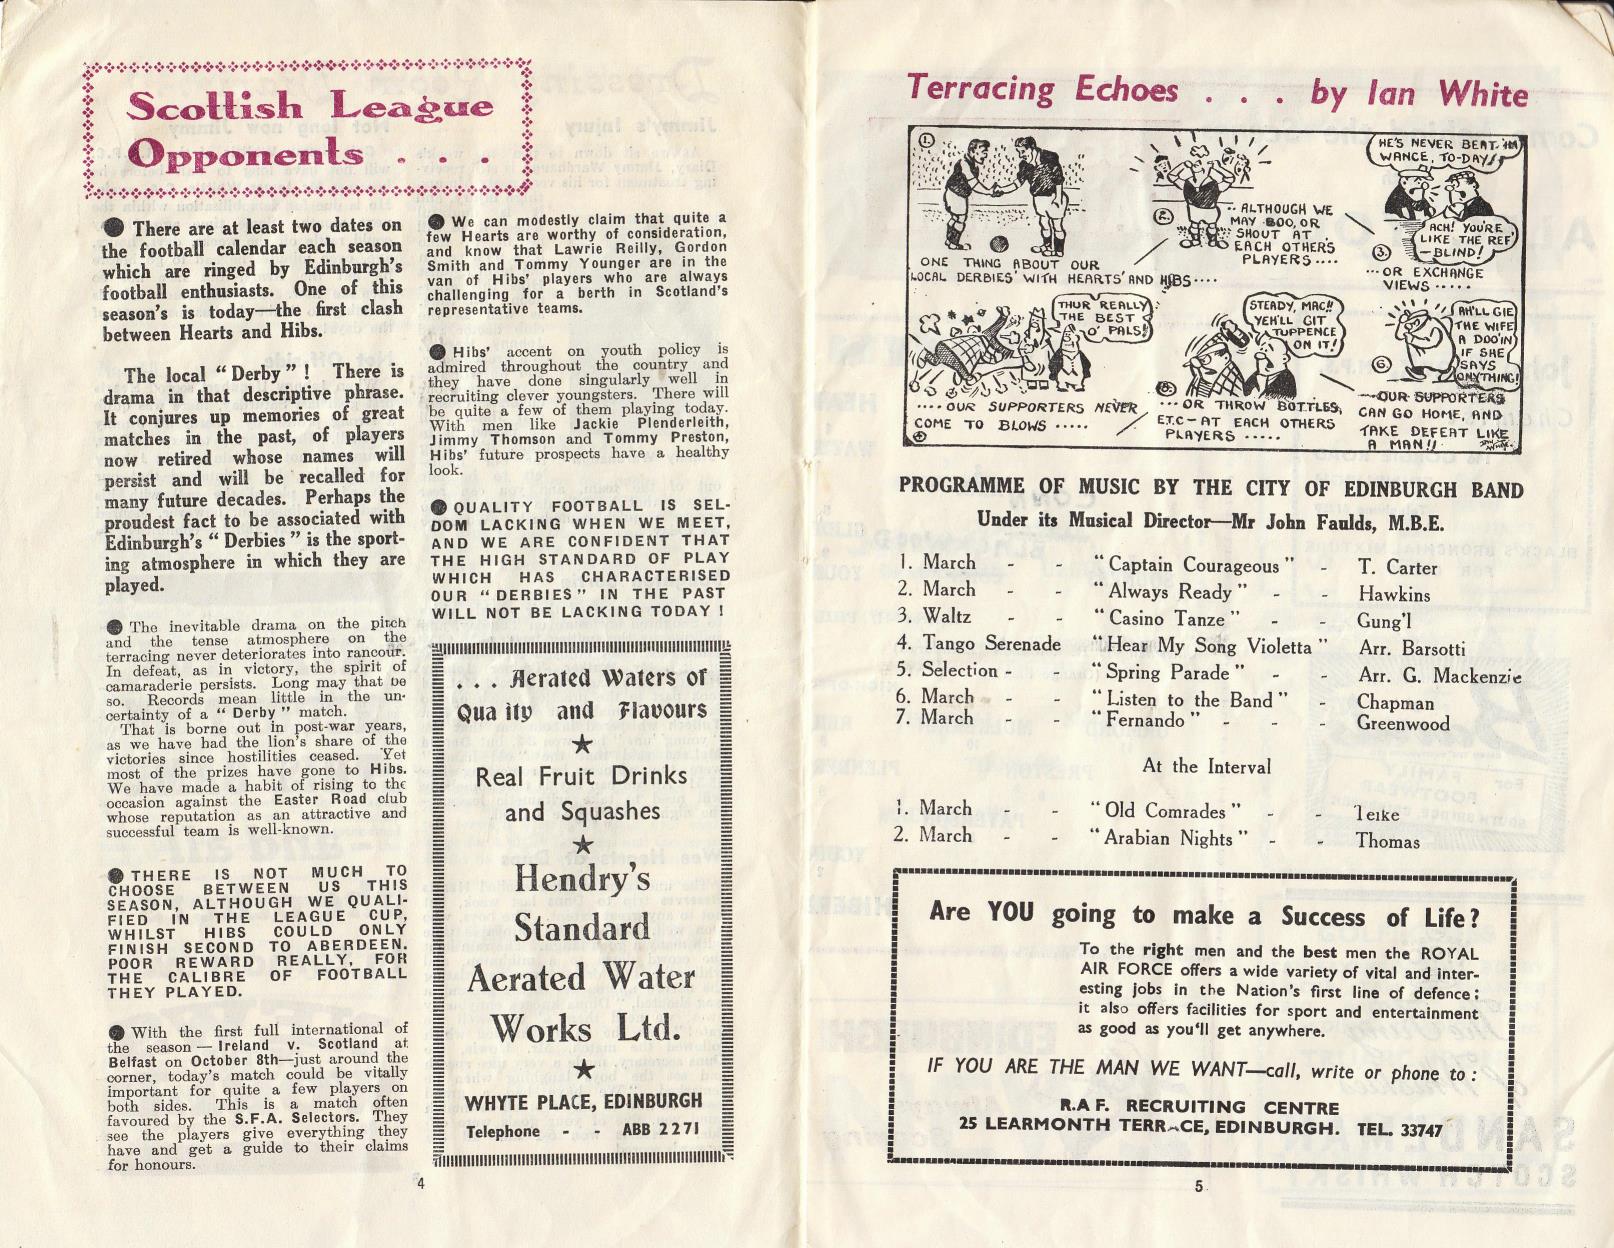 Scottish League
Opponents . . .
There are at least two dates on
the football calendar each season
which are ringed by Edinburgh's
football enthusiasts. One of this
season's is today—the first clash
between Hearts and Hibs.
The local "Derby"! There is
drama in that descriptive phrase.
It conjures up memories of great
matches in the past, of players
now retired whose names will
persist and will be recalled for
many future decades. Perhaps the
proudest fact to be associated with
Edinburgh's "Derbies" is the sport-
ing atmosphere in which they are
played.
The inevitable drama on the pitch
and the tense atmosphere on the
terracing never deteriorates into rancour.
In defeat, as in victory, the spirit of
camaraderie persists. Long may that be
so. Records mean little in the un-
certainty of a "Derby" match.
That is borne out in post-war years,
as we have had the lion's share of the
victories since hostilities ceased. Yet
most of the prizes have gone to Hibs.
We have made a habit of rising to the
occasion against the Easter Road club
whose reputation as an attractive and
successful team is well-known.
THERE IS NOT MUCH TO
CHOOSE BETWEEN US THIS
SEASON, ALTHOUGH WE QUALI-
FIED IN THE LEAGUE CUP,
WHILST HIBS COULD ONLY
FINISH SECOND TO ABERDEEN.
POOR REWARD REALLY, FOR
THE CALIBRE OF FOOTBALL
THEY PLAYED.
With the first full international of
the season — Ireland v. Scotland at
Belfast on October 8th—just around the
corner, today's match could be vitally
important for quite a few players on
both sides. This is a match often
favoured by the S.F.A. Selectors. They
see the players give everything they
have and get a guide to their claims
for honours.
We can modestly claim that quite a
few Hearts are worthy of consideration,
and know that Lawrie Reilly, Gordon
Smith and Tommy Younger are in the
van of Hibs' players who are always
challenging for a berth in Scotland's
representative teams.
Hibs' accent on youth policy is
admired throughout the country and
they have done singularly well in
recruiting clever youngsters. There will
be quite a few of them playing today.
With men like Jackie Plenderleith,
Jimmy Thomson and Tommy Preston,
Hibs' future prospects have a healthy
look.
QUALITY FOOTBALL IS SEL-
DOM LACKING WHEN WE MEET,
AND WE ARE CONFIDENT THAT
THE HIGH STANDARD OF PLAY
WHICH HAS CHARACTERISED
OUR "DERBIES" IN THE PAST
WILL NOT BE LACKING TODAY!
. . . Aerated Waters of
Quality and Flavours
Real Fruit Drinks
and Squashes
Hendry's
Standard
Aerated Water
Works Ltd.
WHYTE PLACE, EDINBURGH
Telephone - - ABB 2271
4
Terracing Echoes . . . by Ian White
1.
ONE THING ABOUT OUR
LOCAL DERBIES' WITH HEARTS' AND HIBS....
2.
..ALTHOUGH WE
MAY BOO, OR
SHOUT AT
EACH OTHER'S
PLAYERS....
HE'S NEVER BEAT 'IM
WANCE, TO-DAY!
ACH! YOU'RE
LIKE THE REF
—BLIND!
3.
...OR EXCHANGE
VIEWS.....
THUR REALLY
THE BEST
O' PALS!
....OUR SUPPORTERS NEVER
COME TO BLOWS.....
4
STEADY, MAC!!
YEH'LL GIT
TUPPENCE
ON IT!
5.
...OR THROW BOTTLES,
ETC—AT EACH OTHERS
PLAYERS.....
AH'LL GIE
THE WIFE
A DOO'IN
IF SHE
SAYS
ONYTHING!
6.
—OUR SUPPORTERS
CAN GO HOME, AND
TAKE DEFEAT LIKE
A MAN!!
PROGRAMME OF MUSIC BY THE CITY OF EDINBURGH BAND
Under its Musical Director—Mr John Faulds, M.B.E.
1. March - - "Captain Courageous" - T. Carter
2. March - - "Always Ready" - - Hawkins
3. Waltz - - "Casino Tanze" - - Gung'l
4. Tango Serenade "Hear My Song Violetta" Arr. Barsotti
5. Selection - - "Spring Parade" - - Arr. G. Mackenzie
6. March - - "Listen to the Band" - Chapman
7. March - "Fernando" - - - Greenwood
At the Interval
1. March - - "Old Comrades" - - Teike
2. March - - "Arabian Nights" - - Thomas
Are YOU going to make a Success of Life?
To the right men and the best men the ROYAL
AIR FORCE offers a wide variety of vital and inter-
esting jobs in the Nation's first line of defence;
it also offers facilities for sport and entertainment
as good as you'll get anywhere.
IF YOU ARE THE MAN WE WANT—call, write or phone to :
R.A F. RECRUITING CENTRE
25 LEARMONTH TERRACE, EDINBURGH. TEL. 33747
5